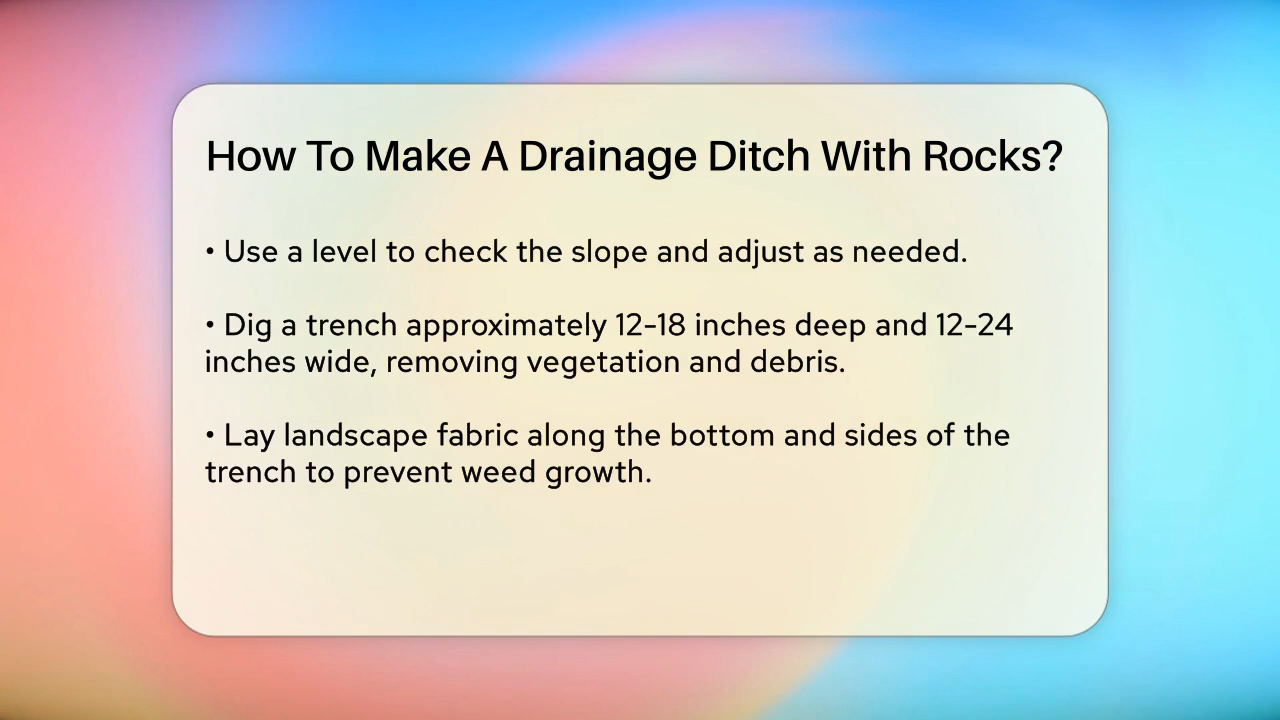 How To Make A Drainage Ditch With Rocks?
• Use a level to check the slope and adjust as needed.
• Dig a trench approximately 12–18 inches deep and 12–24
inches wide, removing vegetation and debris.
• Lay landscape fabric along the bottom and sides of the
trench to prevent weed growth.